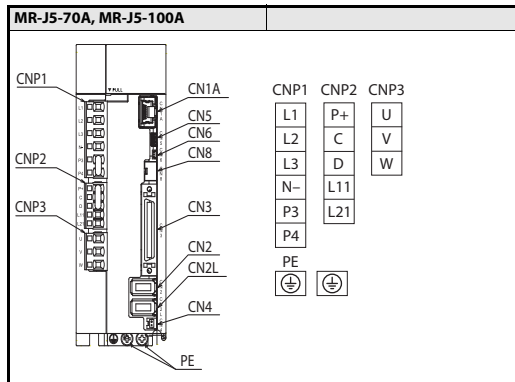 MR-J5-70A, MR-J5-100A
CNP1
CNP2
CNP3
CN1A
CN5
CN6
CN8
CN3
CN2
CN2L
CN4
PE
CNP1 CNP2 CNP3
L1 P+ U
L2 C V
L3 D W
N− L11
P3 L21
P4
PE